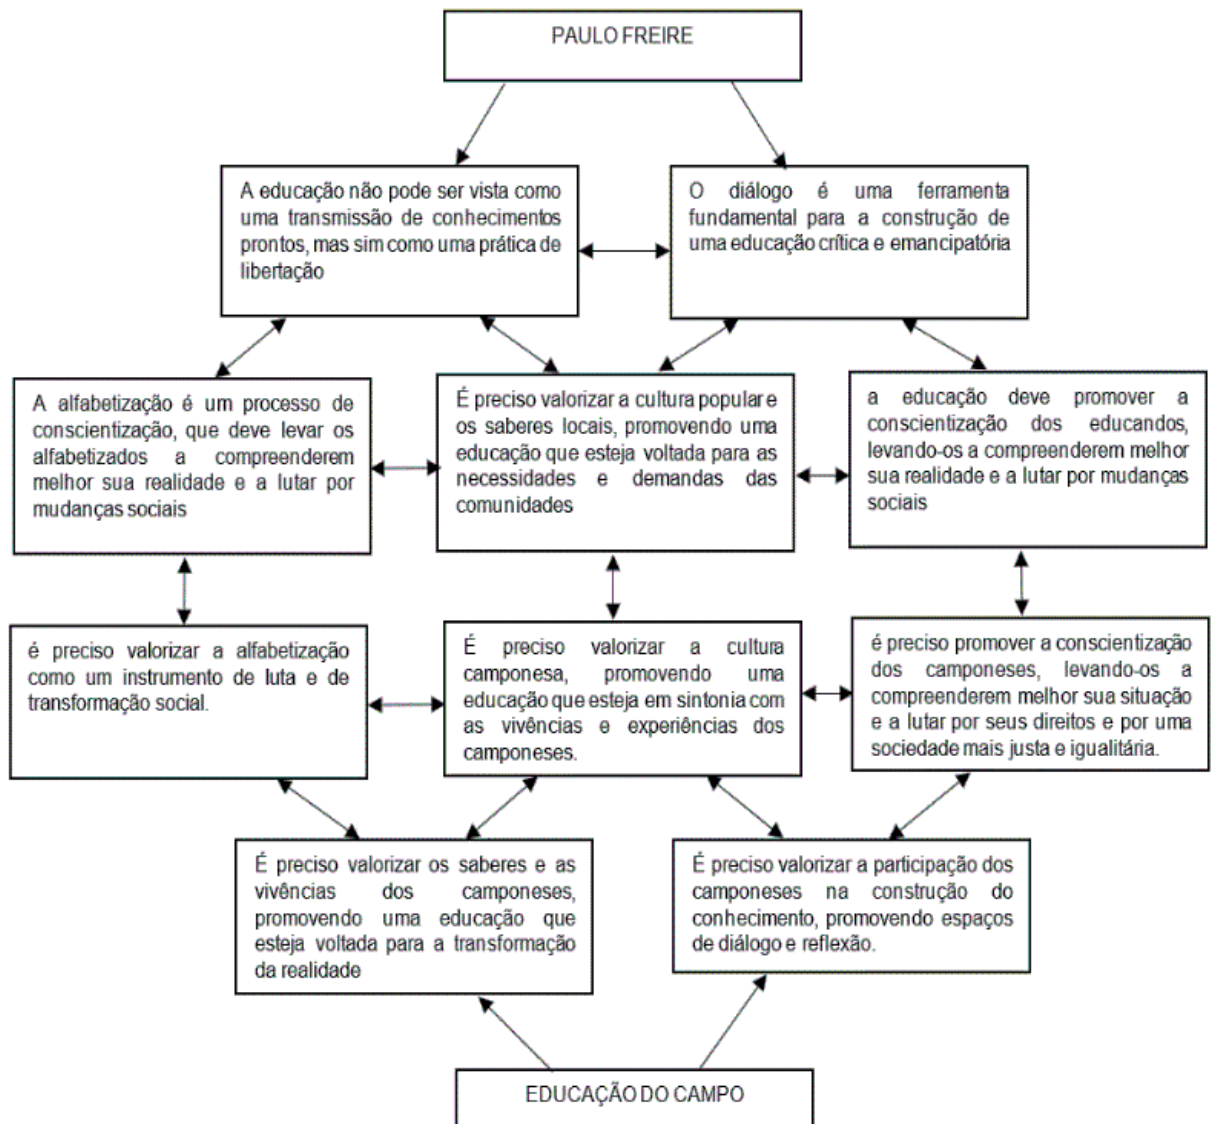 PAULO FREIRE
A educação não pode ser vista como
uma transmissão de conhecimentos
prontos, mas sim como uma prática de
libertação
O diálogo é uma ferramenta
fundamental para a construção de
uma educação crítica e emancipatória
A alfabetização é um processo de
conscientização, que deve levar os
alfabetizados a compreenderem
melhor sua realidade e a lutar por
mudanças sociais
É preciso valorizar a cultura popular e
os saberes locais, promovendo uma
educação que esteja voltada para as
necessidades e demandas das
comunidades
a educação deve promover a
conscientização dos educandos,
levando-os a compreenderem melhor
sua realidade e a lutar por mudanças
sociais
é preciso valorizar a alfabetização
como um instrumento de luta e de
transformação social.
É preciso valorizar a cultura
camponesa, promovendo uma
educação que esteja em sintonia com
as vivências e experiências dos
camponeses.
é preciso promover a conscientização
dos camponeses, levando-os a
compreenderem melhor sua situação
e a lutar por seus direitos e por uma
sociedade mais justa e igualitária.
É preciso valorizar os saberes e as
vivências dos camponeses,
promovendo uma educação que
esteja voltada para a transformação
da realidade
É preciso valorizar a participação dos
camponeses na construção do
conhecimento, promovendo espaços
de diálogo e reflexão.
EDUCAÇÃO DO CAMPO